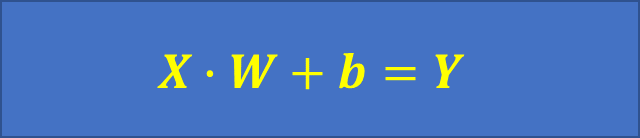 X · W + b = Y